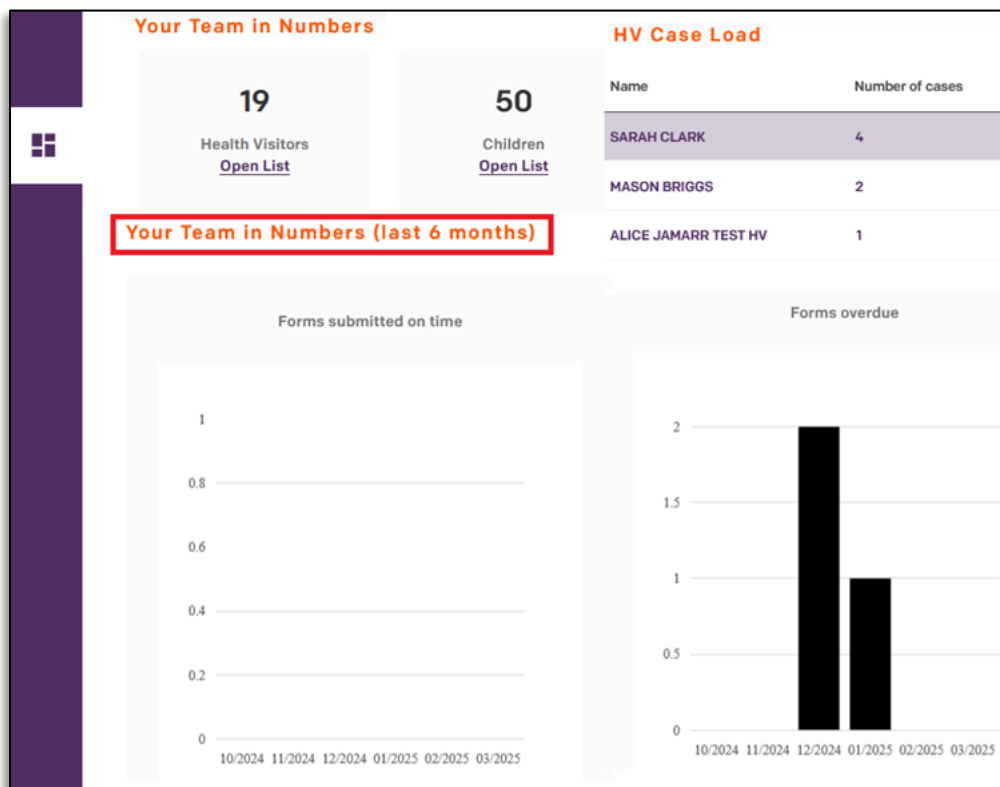 Your Team in Numbers
19
Health Visitors
Open List
50
Children
Open List
HV Case Load
Name Number of cases
SARAH CLARK 4
MASON BRIGGS 2
ALICE JAMARR TEST HV 1
Your Team in Numbers (last 6 months)
Forms submitted on time
1
0.8
0.6
0.4
0.2
0
10/2024 11/2024 12/2024 01/2025 02/2025 03/2025
Forms overdue
2
1.5
1
0.5
0
10/2024 11/2024 12/2024 01/2025 02/2025 03/2025